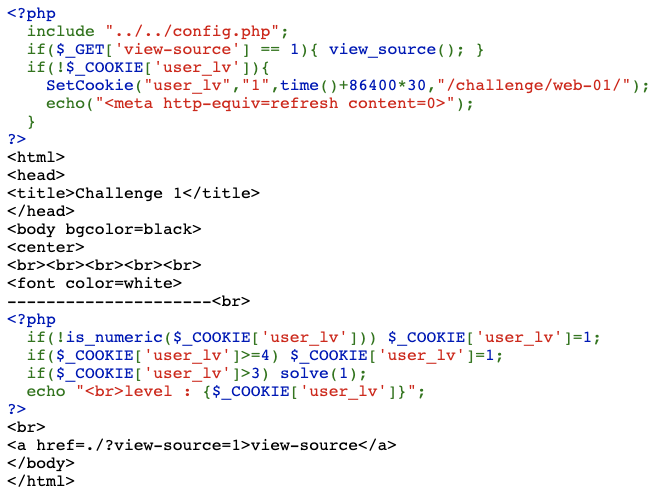 <?php
  include "../../config.php";
  if($_GET['view-source'] == 1){ view_source(); }
  if(!$_COOKIE['user_lv']){
    SetCookie("user_lv","1",time()+86400*30,"/challenge/web-01/");
    echo("<meta http-equiv=refresh content=0>");
  }
?>
<html>
<head>
<title>Challenge 1</title>
</head>
<body bgcolor=black>
<center>
<br><br><br><br><br>
<font color=white>
---------------------<br>
<?php
  if(!is_numeric($_COOKIE['user_lv'])) $_COOKIE['user_lv']=1;
  if($_COOKIE['user_lv']>=4) $_COOKIE['user_lv']=1;
  if($_COOKIE['user_lv']>3) solve(1);
  echo "<br>level : {$_COOKIE['user_lv']}";
?>
<br>
<a href=./?view-source=1>view-source</a>
</body>
</html>